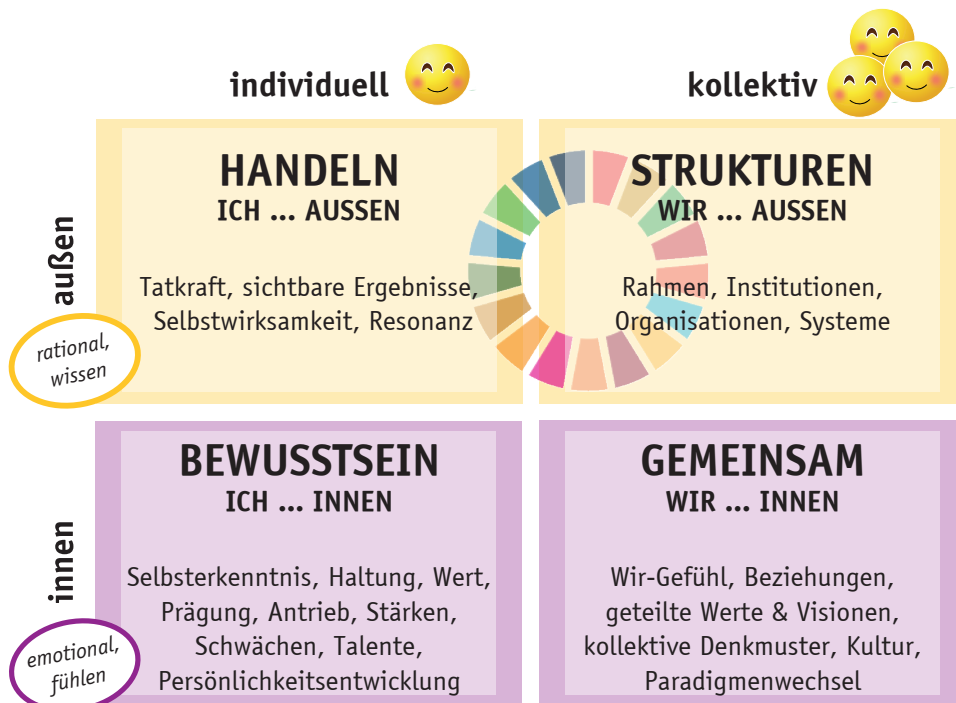 individuell
kollektiv
außen
rational,
wissen
HANDELN
ICH ... AUSSEN
Tatkraft, sichtbare Ergebnisse,
Selbstwirksamkeit, Resonanz
STRUKTUREN
WIR ... AUSSEN
Rahmen, Institutionen,
Organisationen, Systeme
innen
emotional,
fühlen
BEWUSSTSEIN
ICH ... INNEN
Selbsterkenntnis, Haltung, Wert,
Prägung, Antrieb, Stärken,
Schwächen, Talente,
Persönlichkeitsentwicklung
GEMEINSAM
WIR ... INNEN
Wir-Gefühl, Beziehungen,
geteilte Werte & Visionen,
kollektive Denkmuster, Kultur,
Paradigmenwechsel